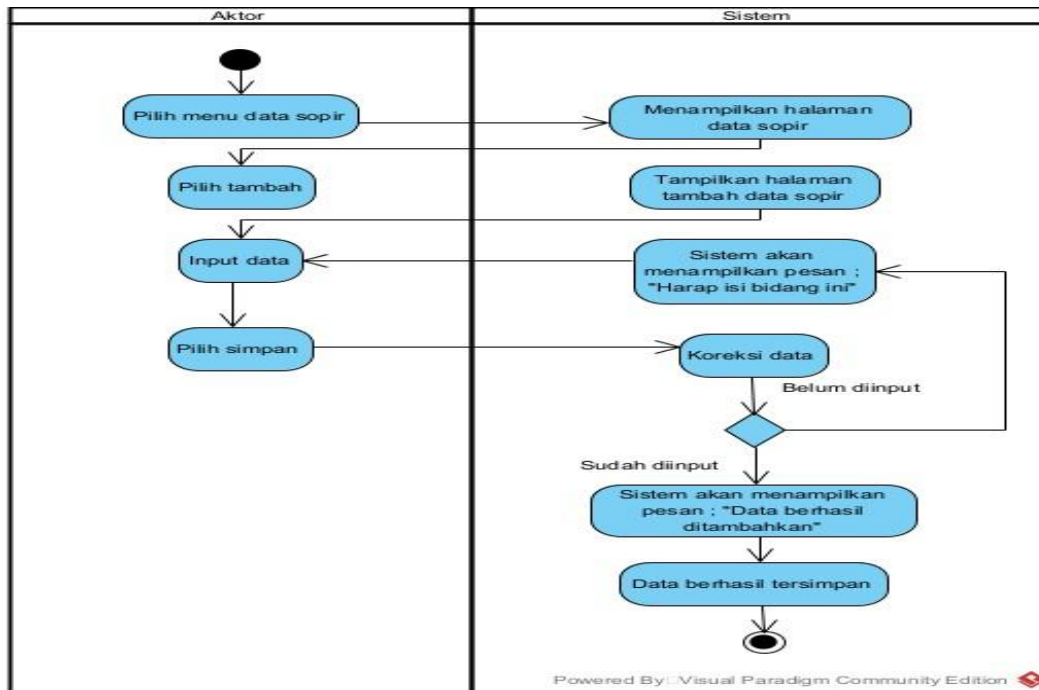 Aktor
Sistem
Pilih menu data sopir
Menampilkan halaman
data sopir
Pilih tambah
Tampilkan halaman
tambah data sopir
Input data
Sistem akan
menampilkan pesan ;
"Harap isi bidang ini"
Pilih simpan
Koreksi data
Belum diinput
Sudah diinput
Sistem akan menampilkan
pesan ; "Data berhasil
ditambahkan"
Data berhasil tersimpan
Powered By Visual Paradigm Community Edition